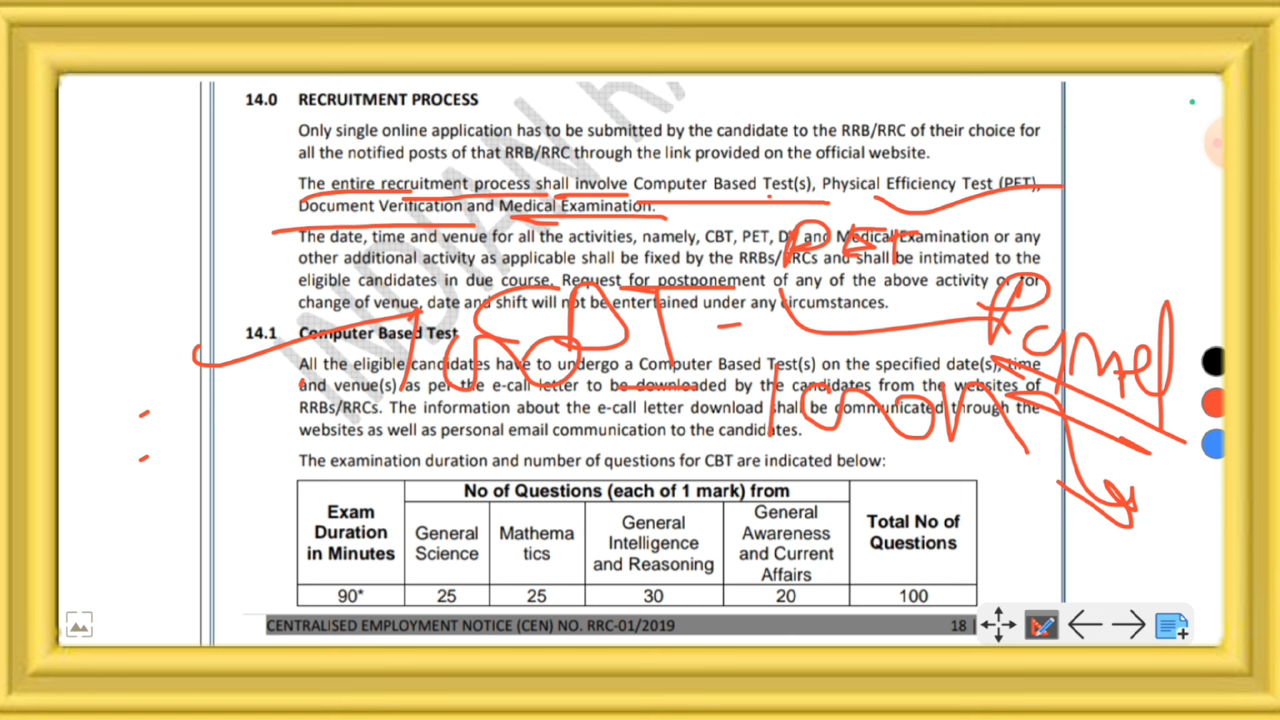 14.0 RECRUITMENT PROCESS
Only single online application has to be submitted by the candidate to the RRB/RRC of their choice for
all the notified posts of that RRB/RRC through the link provided on the official website.
The entire recruitment process shall involve Computer Based Test(s), Physical Efficiency Test (PET),
Document Verification and Medical Examination.
The date, time and venue for all the activities, namely, CBT, PET, DV and Medical Examination or any
other additional activity as applicable shall be fixed by the RRBs/RRCs and shall be intimated to the
eligible candidates in due course. Request for postponement of any of the above activity or for
change of venue, date and shift will not be entertained under any circumstances.
PET
14.1 Computer Based Test
All the eligible candidates have to undergo a Computer Based Test(s) on the specified date(s), time
and venue(s) as per the e-call letter to be downloaded by the candidates from the websites of
RRBs/RRCs. The information about the e-call letter download shall be communicated through the
websites as well as personal email communication to the candidates.
The examination duration and number of questions for CBT are indicated below:
Exam Duration in Minutes No of Questions (each of 1 mark) from Total No of Questions
General Science Mathema tics General Intelligence and Reasoning General Awareness and Current Affairs
90* 25 25 30 20 100
CENTRALISED EMPLOYMENT NOTICE (CEN) NO. RRC-01/2019 18 |
INDIAN